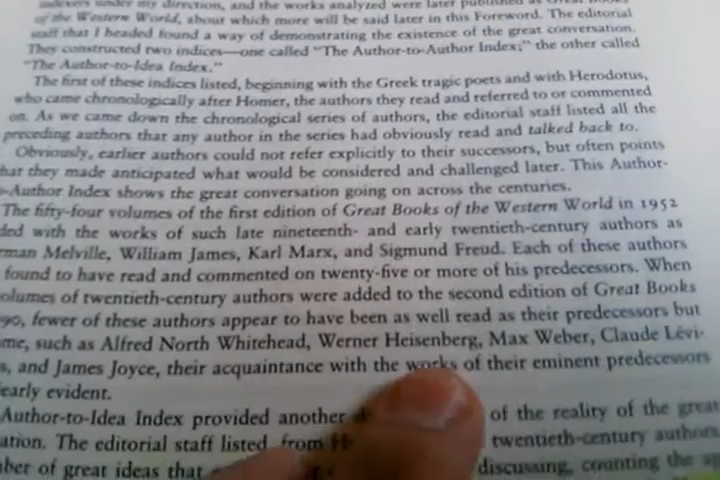 indexers under my direction, and the works analyzed were later published as Great Books
of the Western World, about which more will be said later in this Foreword. The editorial
staff that I headed found a way of demonstrating the existence of the great conversation.
They constructed two indices—one called “The Author-to-Author Index;” the other called
“The Author-to-Idea Index.”
The first of these indices listed, beginning with the Greek tragic poets and with Herodotus,
who came chronologically after Homer, the authors they read and referred to or commented
on. As we came down the chronological series of authors, the editorial staff listed all the
preceding authors that any author in the series had obviously read and talked back to.
Obviously, earlier authors could not refer explicitly to their successors, but often points
hat they made anticipated what would be considered and challenged later. This Author-
-Author Index shows the great conversation going on across the centuries.
The fifty-four volumes of the first edition of Great Books of the Western World in 1952
ded with the works of such late nineteenth- and early twentieth-century authors as
rman Melville, William James, Karl Marx, and Sigmund Freud. Each of these authors
found to have read and commented on twenty-five or more of his predecessors. When
olumes of twentieth-century authors were added to the second edition of Great Books
90, fewer of these authors appear to have been as well read as their predecessors but
me, such as Alfred North Whitehead, Werner Heisenberg, Max Weber, Claude Lévi-
s, and James Joyce, their acquaintance with the works of their eminent predecessors
early evident.
Author-to-Idea Index provided another of the reality of the great
ation. The editorial staff listed from twentieth-century authors
ber of great ideas that discussing, counting the